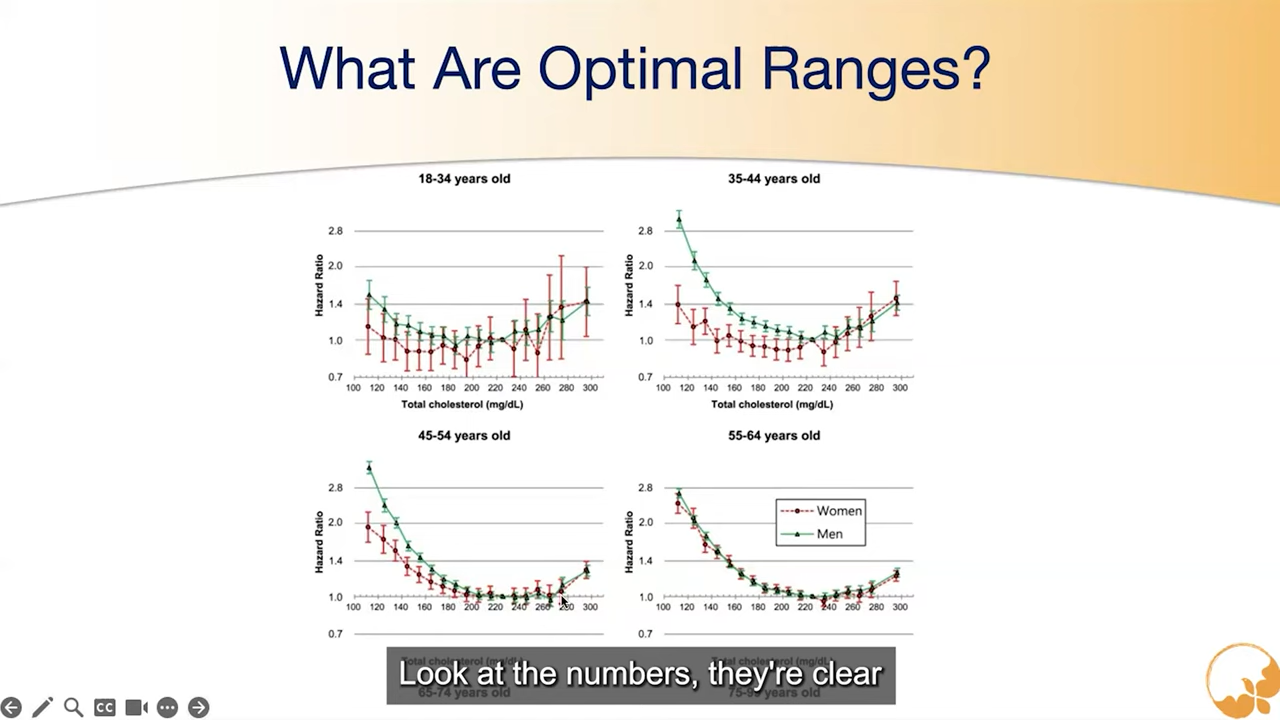 What Are Optimal Ranges?
18-34 years old
Hazard Ratio
2.8
2.0
1.4
1.0
0.7
100 120 140 160 180 200 220 240 260 280 300
Total cholesterol (mg/dL)
35-44 years old
Hazard Ratio
2.8
2.0
1.4
1.0
0.7
100 120 140 160 180 200 220 240 260 280 300
Total cholesterol (mg/dL)
45-54 years old
Hazard Ratio
2.8
2.0
1.4
1.0
0.7
100 120 140 160 180 200 220 240 260 280 300
Total cholesterol (mg/dL)
55-64 years old
Hazard Ratio
2.8
2.0
1.4
1.0
0.7
100 120 140 160 180 200 220 240 260 280 300
Women
Men
Look at the numbers, they're clear
65-74 years old
CC